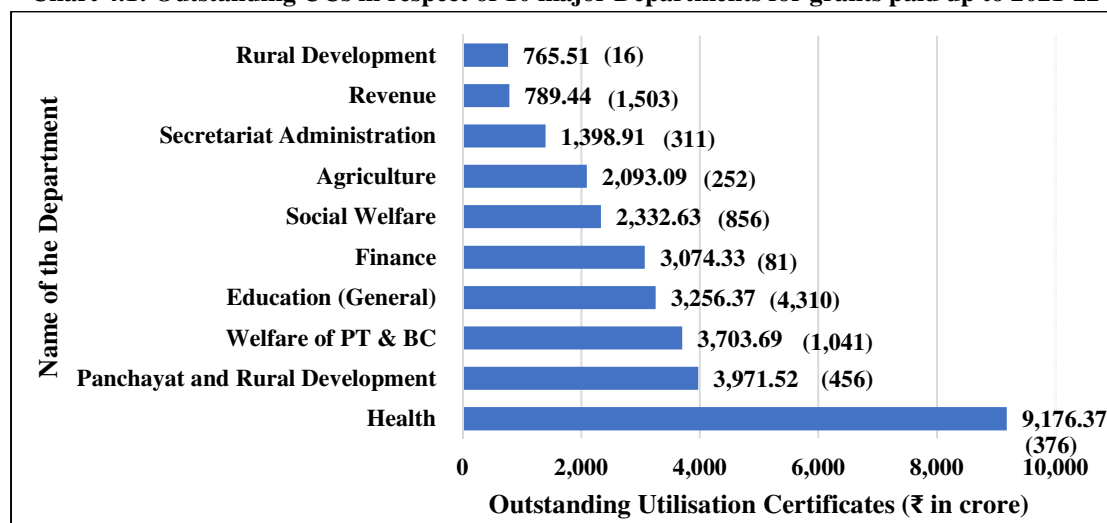 Rural Development 765.51 (16)
Revenue 789.44 (1,503)
Secretariat Administration 1,398.91 (311)
Agriculture 2,093.09 (252)
Social Welfare 2,332.63 (856)
Finance 3,074.33 (81)
Education (General) 3,256.37 (4,310)
Welfare of PT & BC 3,703.69 (1,041)
Panchayat and Rural Development 3,971.52 (456)
Health 9,176.37
(376)
0 2,000 4,000 6,000 8,000 10,000
Outstanding Utilisation Certificates (₹ in crore)
Name of the Department